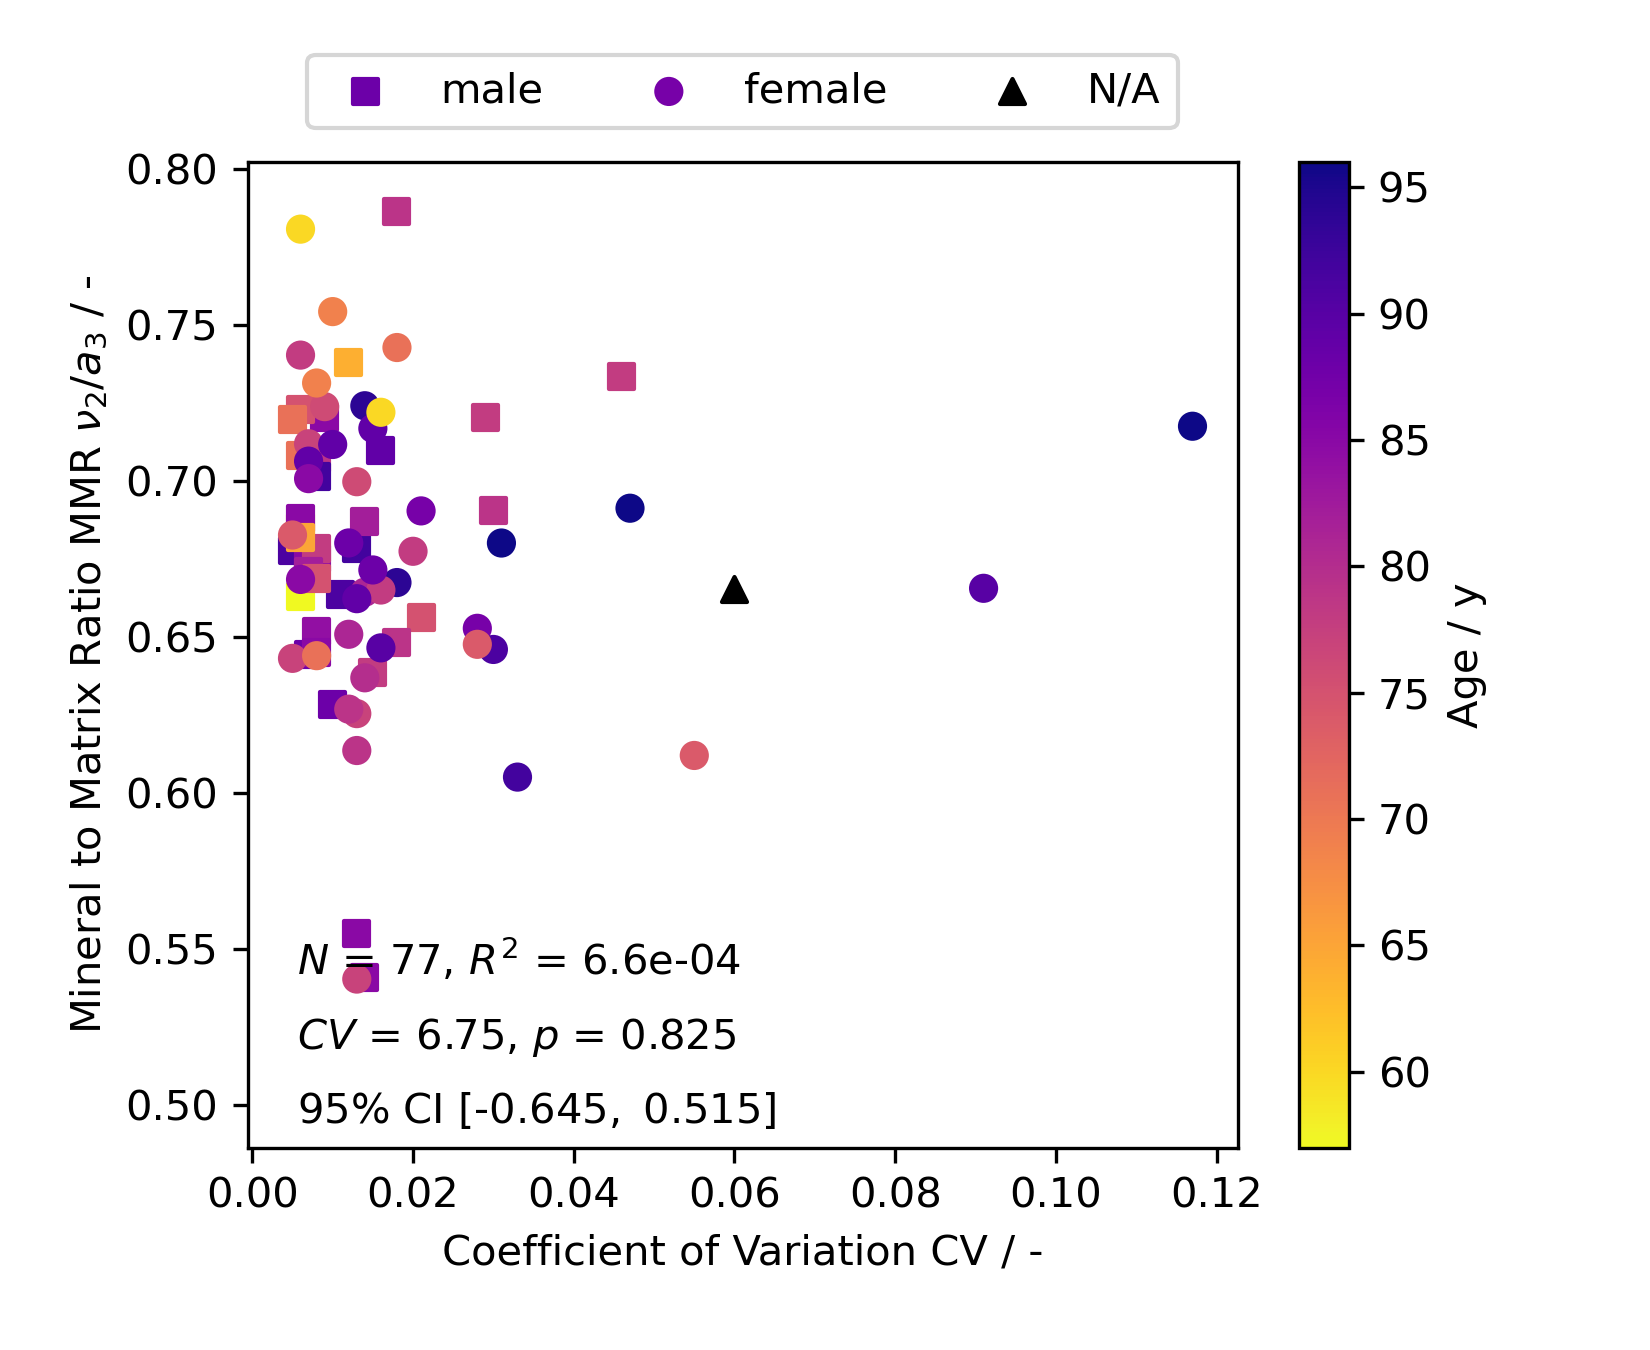 male female N/A
0.80
0.75
0.70
0.65
0.60
0.55
0.50
Mineral to Matrix Ratio MMR ν₂/a₃ / -
N = 77, R² = 6.6e-04
CV = 6.75, p = 0.825
95% CI [-0.645, 0.515]
0.00 0.02 0.04 0.06 0.08 0.10 0.12
Coefficient of Variation CV / -
95
90
85
80
75
70
65
60
Age / y